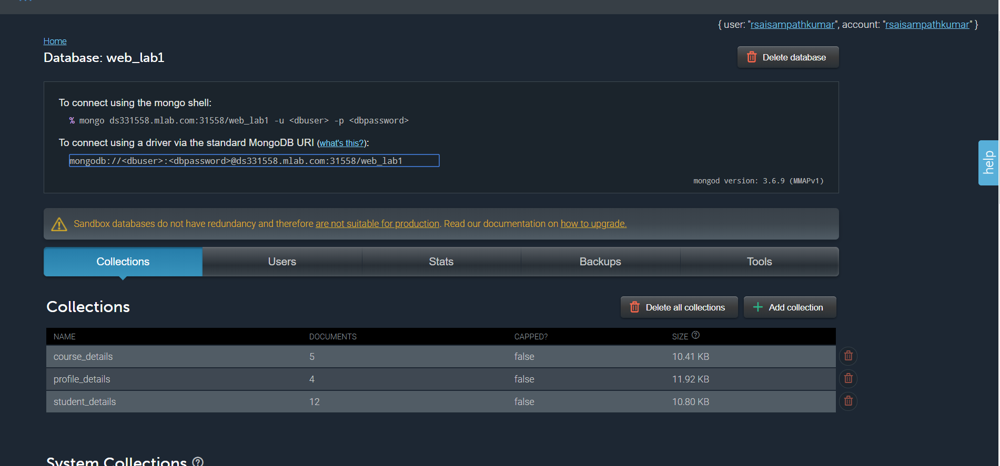 { user: "rsaisampathkumar", account: "rsaisampathkumar" }
Home
Database: web_lab1
Delete database
To connect using the mongo shell:
% mongo ds331558.mlab.com:31558/web_lab1 -u <dbuser> -p <dbpassword>
To connect using a driver via the standard MongoDB URI (what's this?):
mongodb://<dbuser>:<dbpassword>@ds331558.mlab.com:31558/web_lab1
mongod version: 3.6.9 (MMAPv1)
help
Sandbox databases do not have redundancy and therefore are not suitable for production. Read our documentation on how to upgrade.
Collections Users Stats Backups Tools
Collections
Delete all collections
Add collection
NAME DOCUMENTS CAPPED? SIZE ?
course_details 5 false 10.41 KB
profile_details 4 false 11.92 KB
student_details 12 false 10.80 KB
System Collections ?